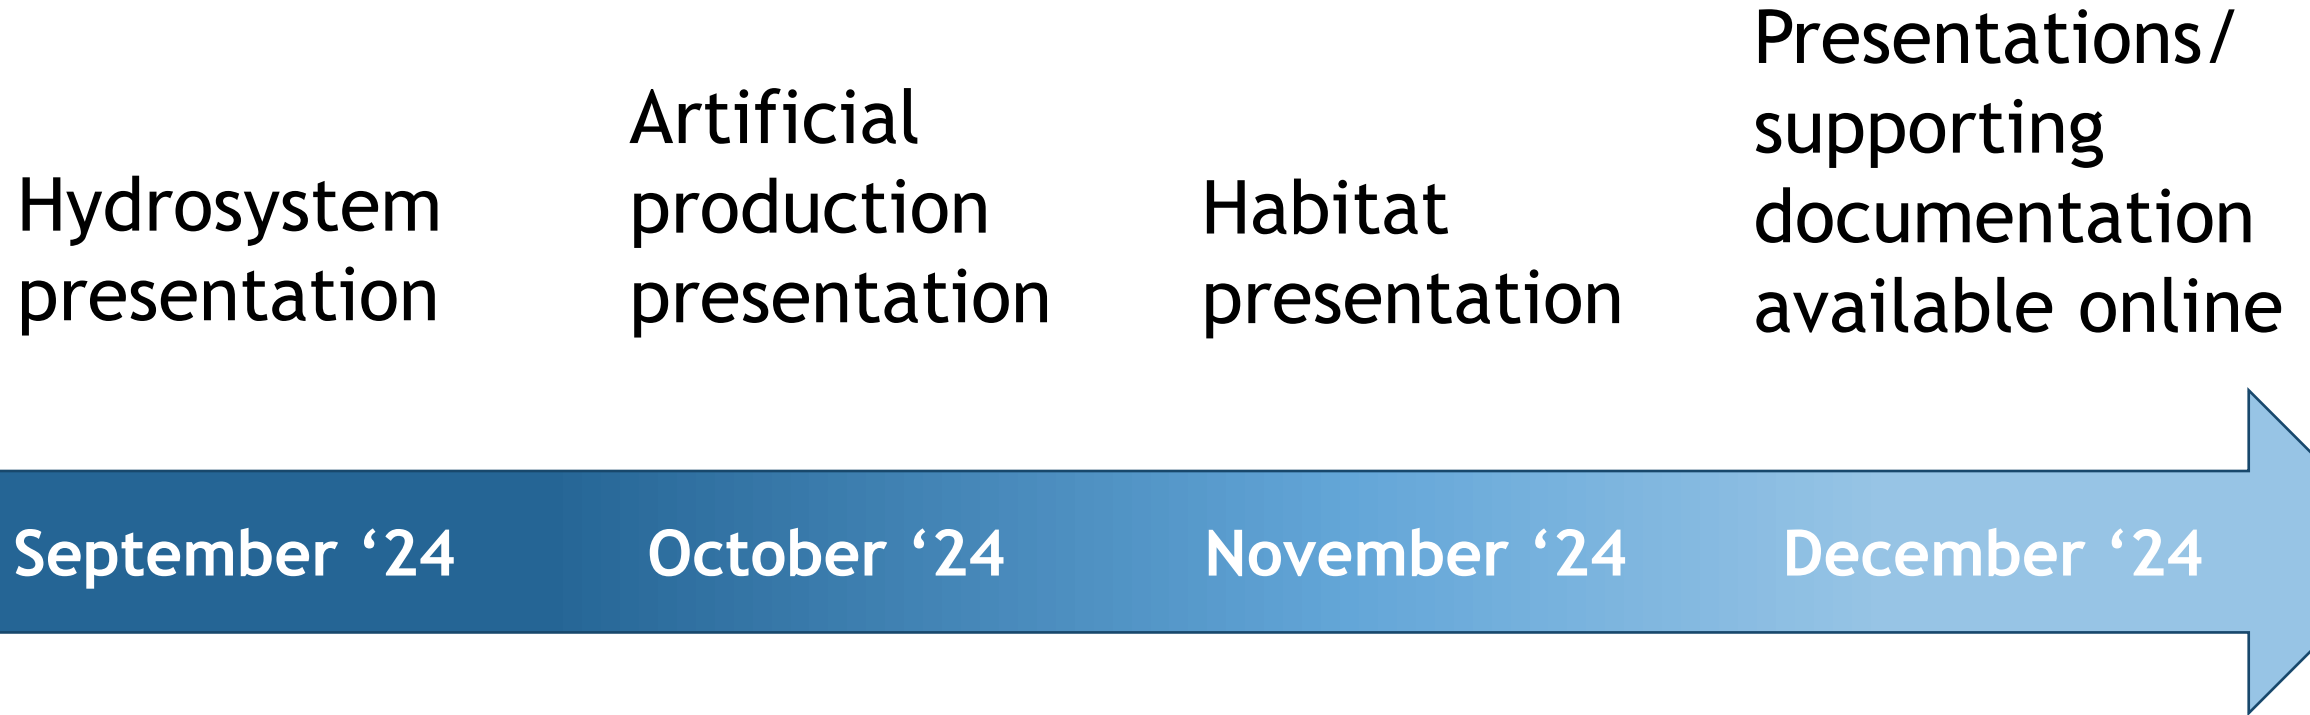 Hydrosystem
presentation
Artificial
production
presentation
Habitat
presentation
Presentations/
supporting
documentation
available online
September ‘24
October ‘24
November ‘24
December ‘24